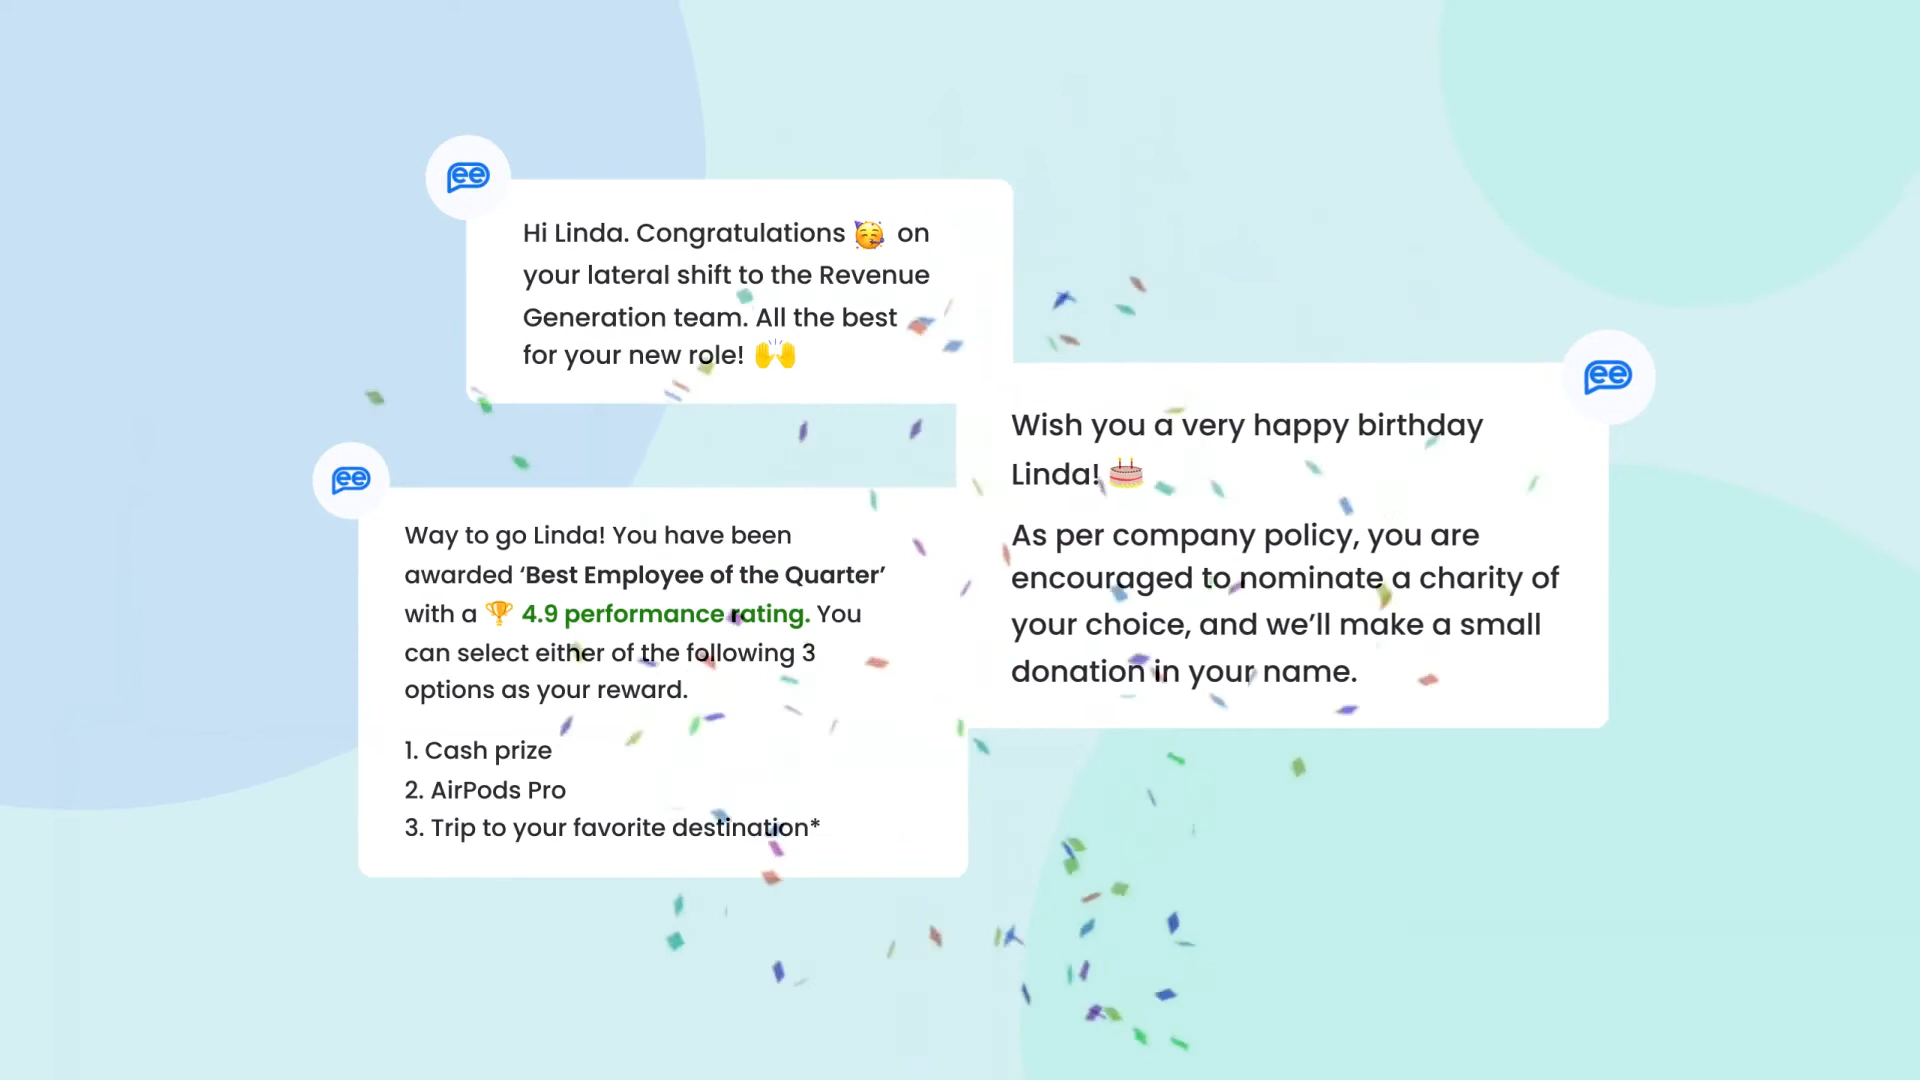 Hi Linda. Congratulations 🥳 on
your lateral shift to the Revenue
Generation team. All the best
for your new role! 🙌
Wish you a very happy birthday
Linda! 🎂
As per company policy, you are
encouraged to nominate a charity of
your choice, and we’ll make a small
donation in your name.
Way to go Linda! You have been
awarded ‘Best Employee of the Quarter’
with a 🏆 4.9 performance rating. You
can select either of the following 3
options as your reward.
1. Cash prize
2. AirPods Pro
3. Trip to your favorite destination*